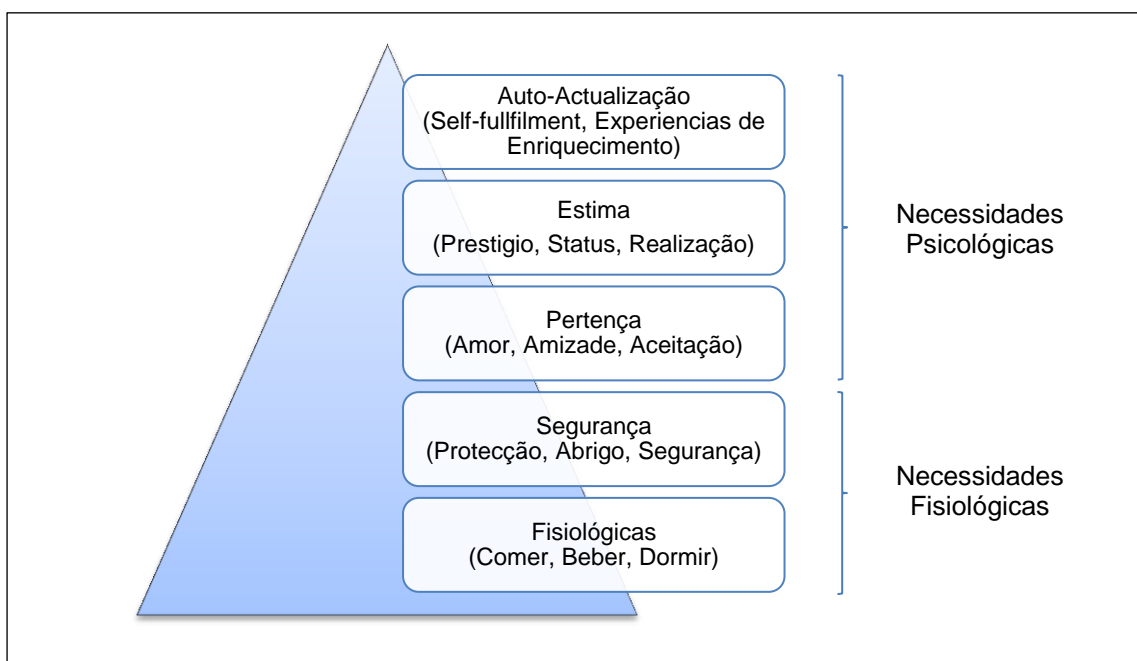 Auto-Actualização
(Self-fullfilment, Experiencias de
Enriquecimento)
Estima
(Prestigio, Status, Realização)
Pertença
(Amor, Amizade, Aceitação)
Necessidades
Psicológicas
Segurança
(Protecção, Abrigo, Segurança)
Fisiológicas
(Comer, Beber, Dormir)
Necessidades
Fisiológicas